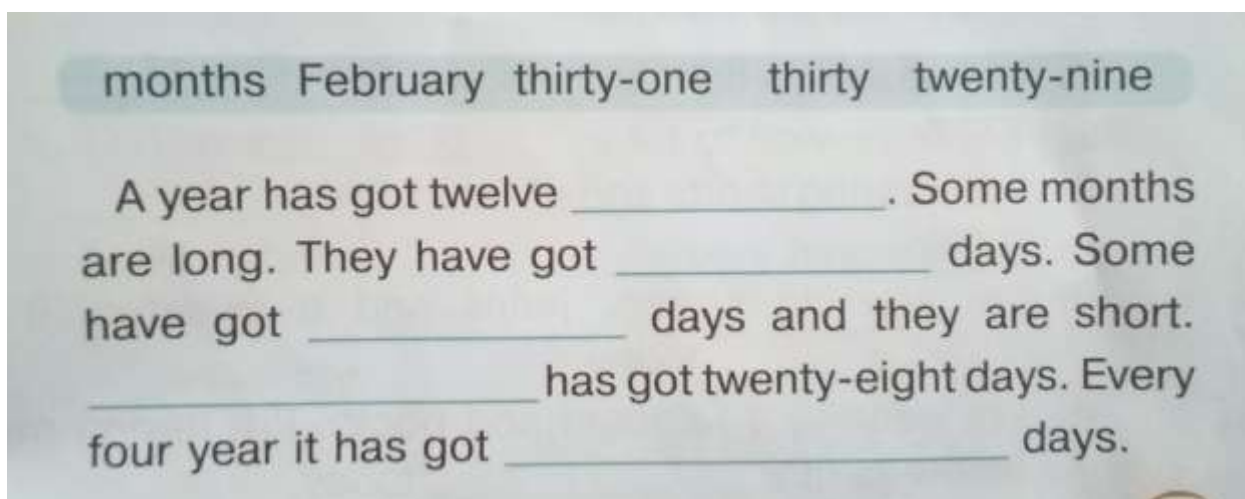 months February thirty-one thirty twenty-nine
A year has got twelve ____________. Some months
are long. They have got ____________ days. Some
have got ____________ days and they are short.
____________ has got twenty-eight days. Every
four year it has got ____________ days.